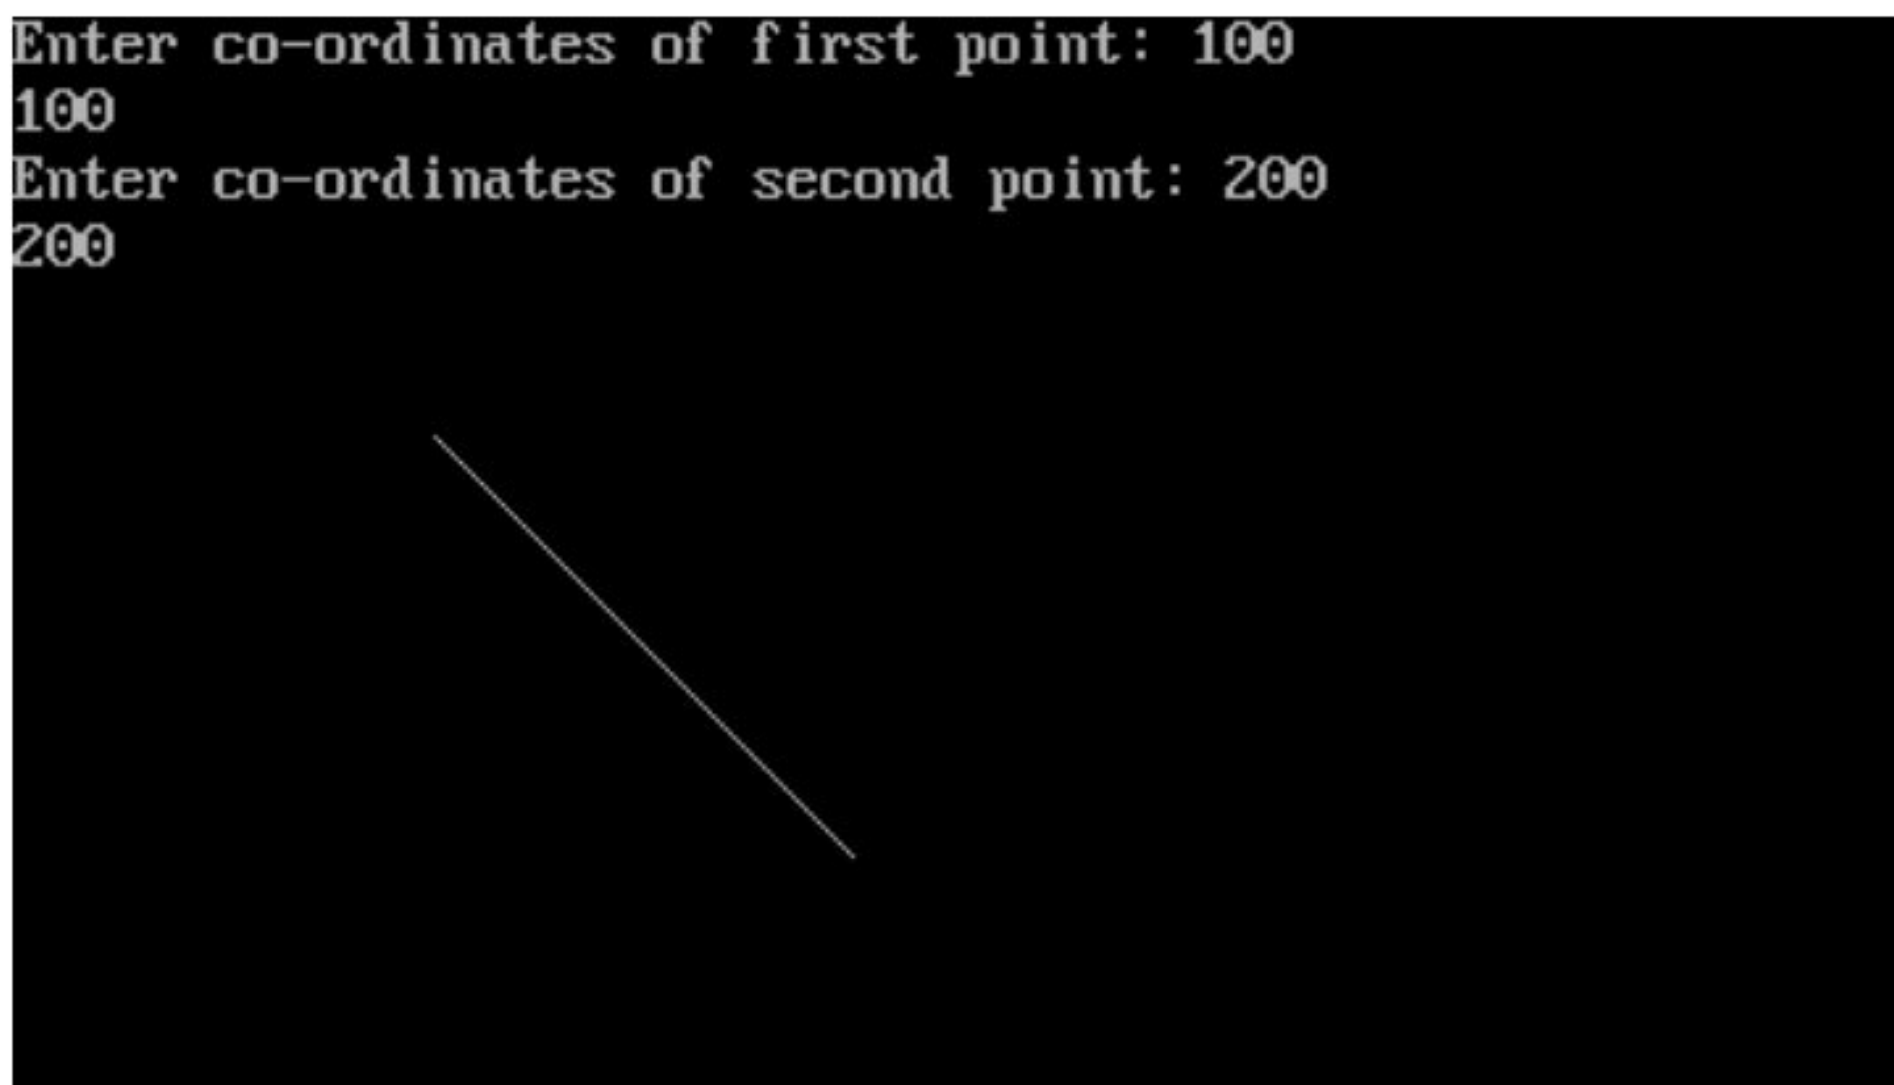 Enter co-ordinates of first point: 100
100
Enter co-ordinates of second point: 200
200